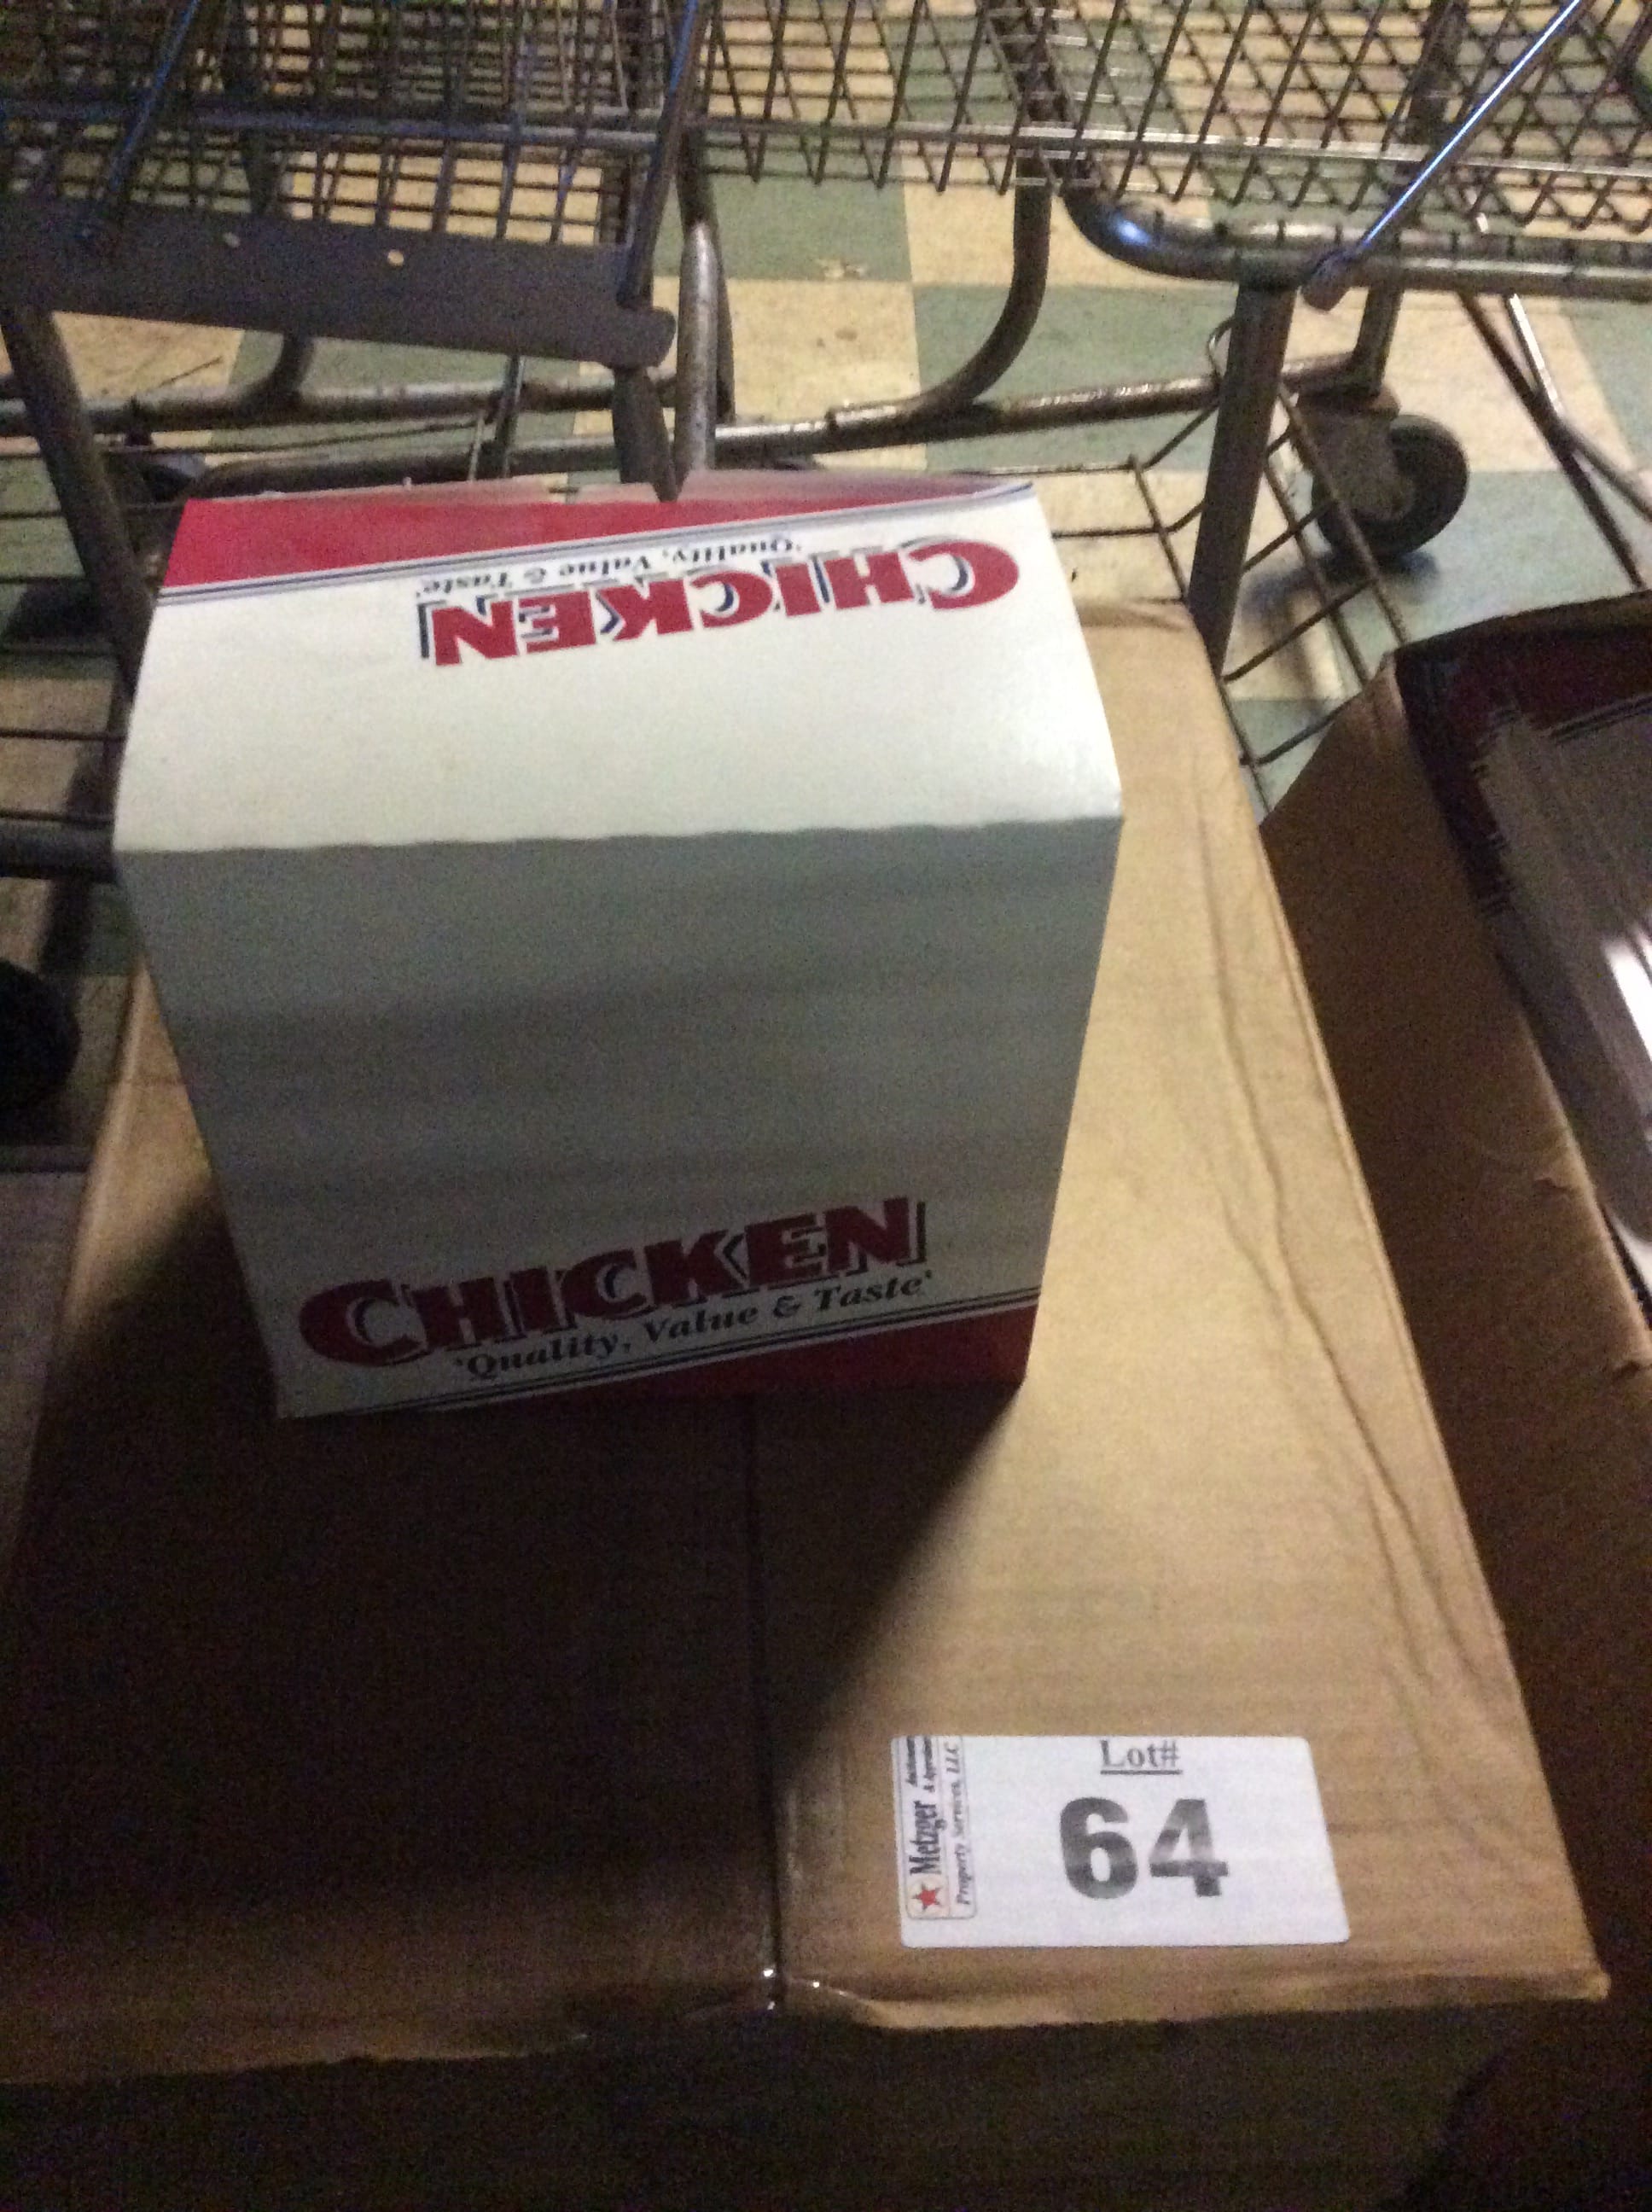 CHICKEN
'Quality, Value & Taste'
CHICKEN
'Quality, Value & Taste'
Lot#
64
Metzger
Property Services, LLC